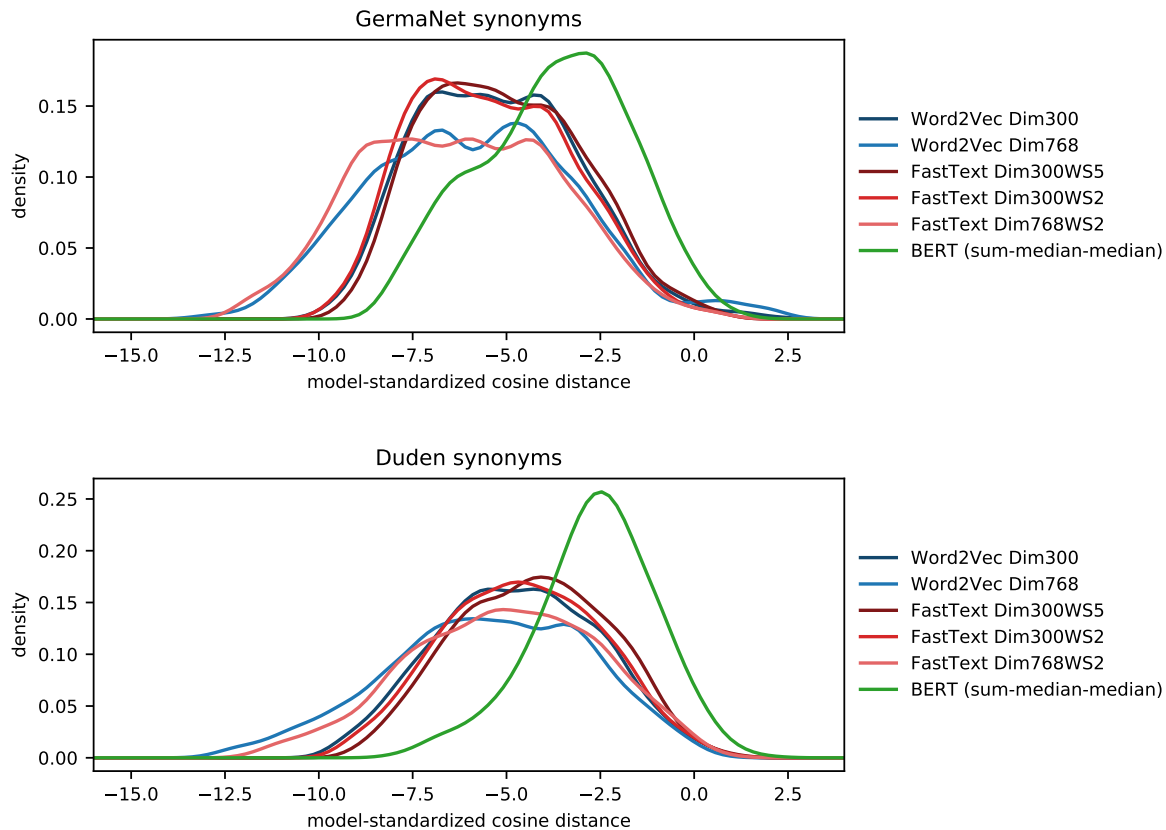 GermaNet synonyms
0.15
0.10
0.05
0.00
density
−15.0 −12.5 −10.0 −7.5 −5.0 −2.5 0.0 2.5
model-standardized cosine distance
Word2Vec Dim300
Word2Vec Dim768
FastText Dim300WS5
FastText Dim300WS2
FastText Dim768WS2
BERT (sum-median-median)
Duden synonyms
0.25
0.20
0.15
0.10
0.05
0.00
density
−15.0 −12.5 −10.0 −7.5 −5.0 −2.5 0.0 2.5
model-standardized cosine distance
Word2Vec Dim300
Word2Vec Dim768
FastText Dim300WS5
FastText Dim300WS2
FastText Dim768WS2
BERT (sum-median-median)